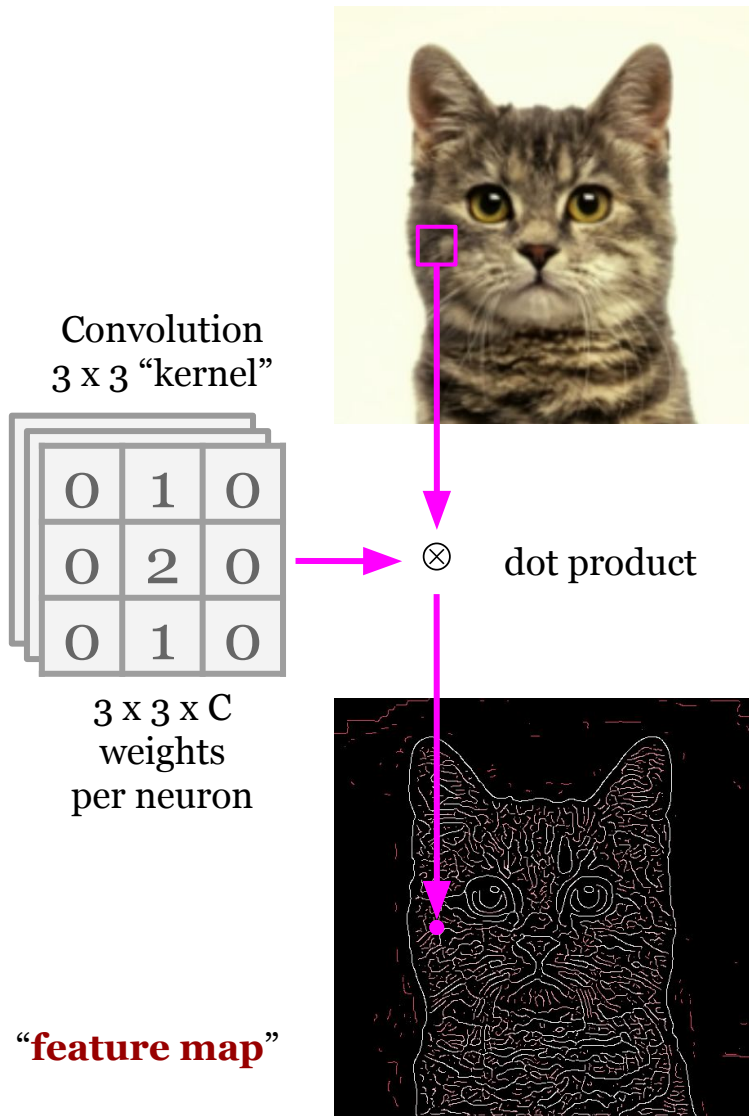 Convolution
3 x 3 “kernel”
0 1 0
0 2 0
0 1 0
dot product
3 x 3 x C
weights
per neuron
“feature map”